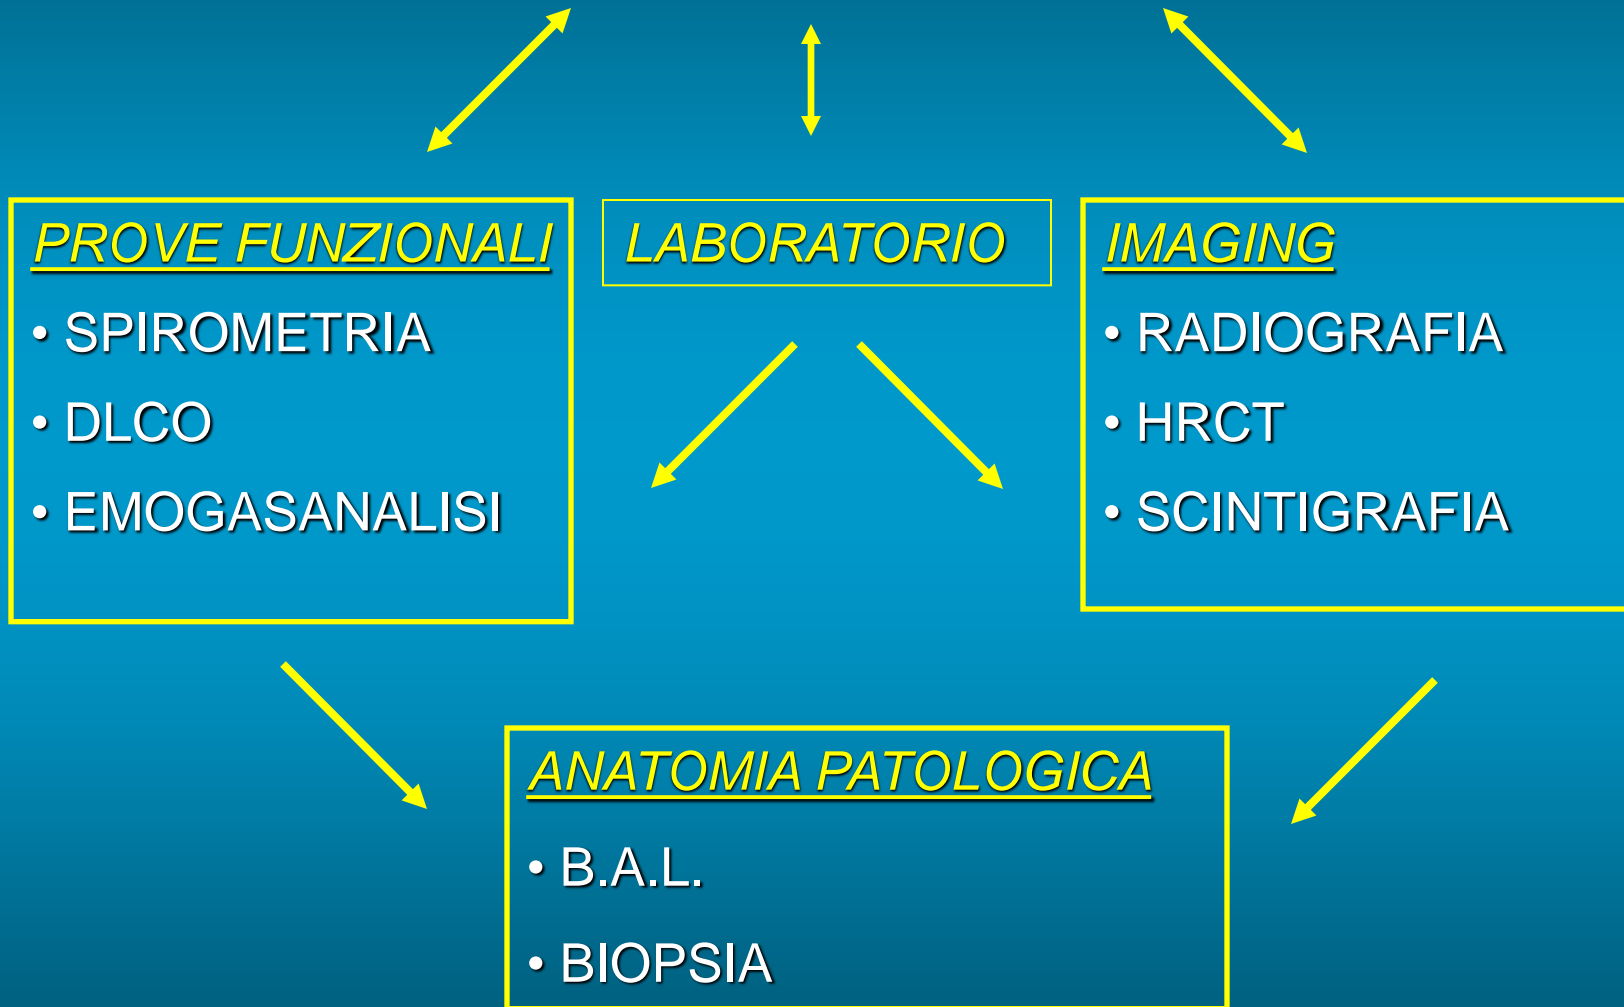 PROVE FUNZIONALI
• SPIROMETRIA
• DLCO
• EMOGASANALISI
LABORATORIO
IMAGING
• RADIOGRAFIA
• HRCT
• SCINTIGRAFIA
ANATOMIA PATOLOGICA
• B.A.L.
• BIOPSIA